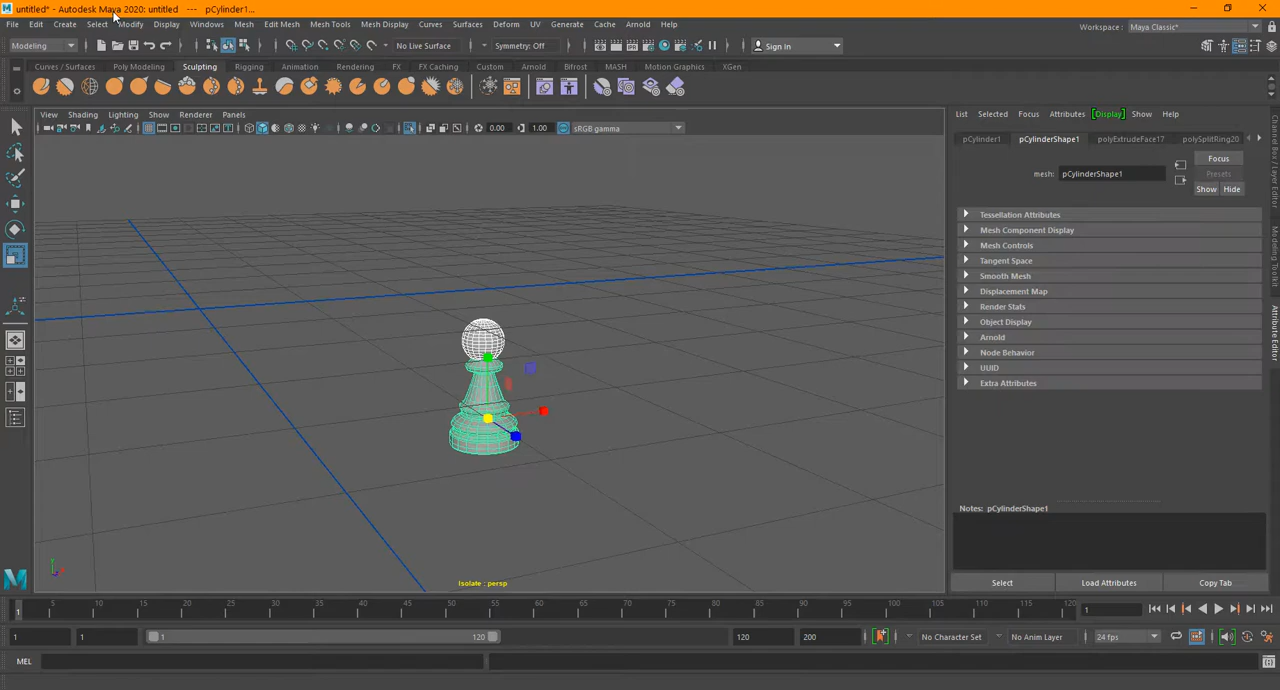 untitled* - Autodesk Maya 2020: untitled --- pCylinder1...
File Edit Create Select Modify Display Windows Mesh Edit Mesh Mesh Tools Mesh Display Curves Surfaces Deform UV Generate Cache Arnold Help
Workspace : Maya Classic*
Modeling No Live Surface Symmetry: Off Sign In
Curves / Surfaces Poly Modeling Sculpting Rigging Animation Rendering FX FX Caching Custom Arnold Bifrost MASH Motion Graphics XGen
View Shading Lighting Show Renderer Panels
0.00 1.00 sRGB gamma
List Selected Focus Attributes Display Show Help
pCylinder1 pCylinderShape1 polyExtrudeFace17 polySplitRing20
Focus
mesh: pCylinderShape1
Presets
Show Hide
Tessellation Attributes
Mesh Component Display
Mesh Controls
Tangent Space
Smooth Mesh
Displacement Map
Render Stats
Object Display
Arnold
Node Behavior
UUID
Extra Attributes
Notes: pCylinderShape1
Select Load Attributes Copy Tab
Channel Box / Layer Editor
Modeling Toolkit
Attribute Editor
Isolate : persp
1 5 10 15 20 25 30 35 40 45 50 55 60 65 70 75 80 85 90 95 100 105 110 115 120 1
1 1 1 120 120 200 No Character Set No Anim Layer 24 fps
MEL